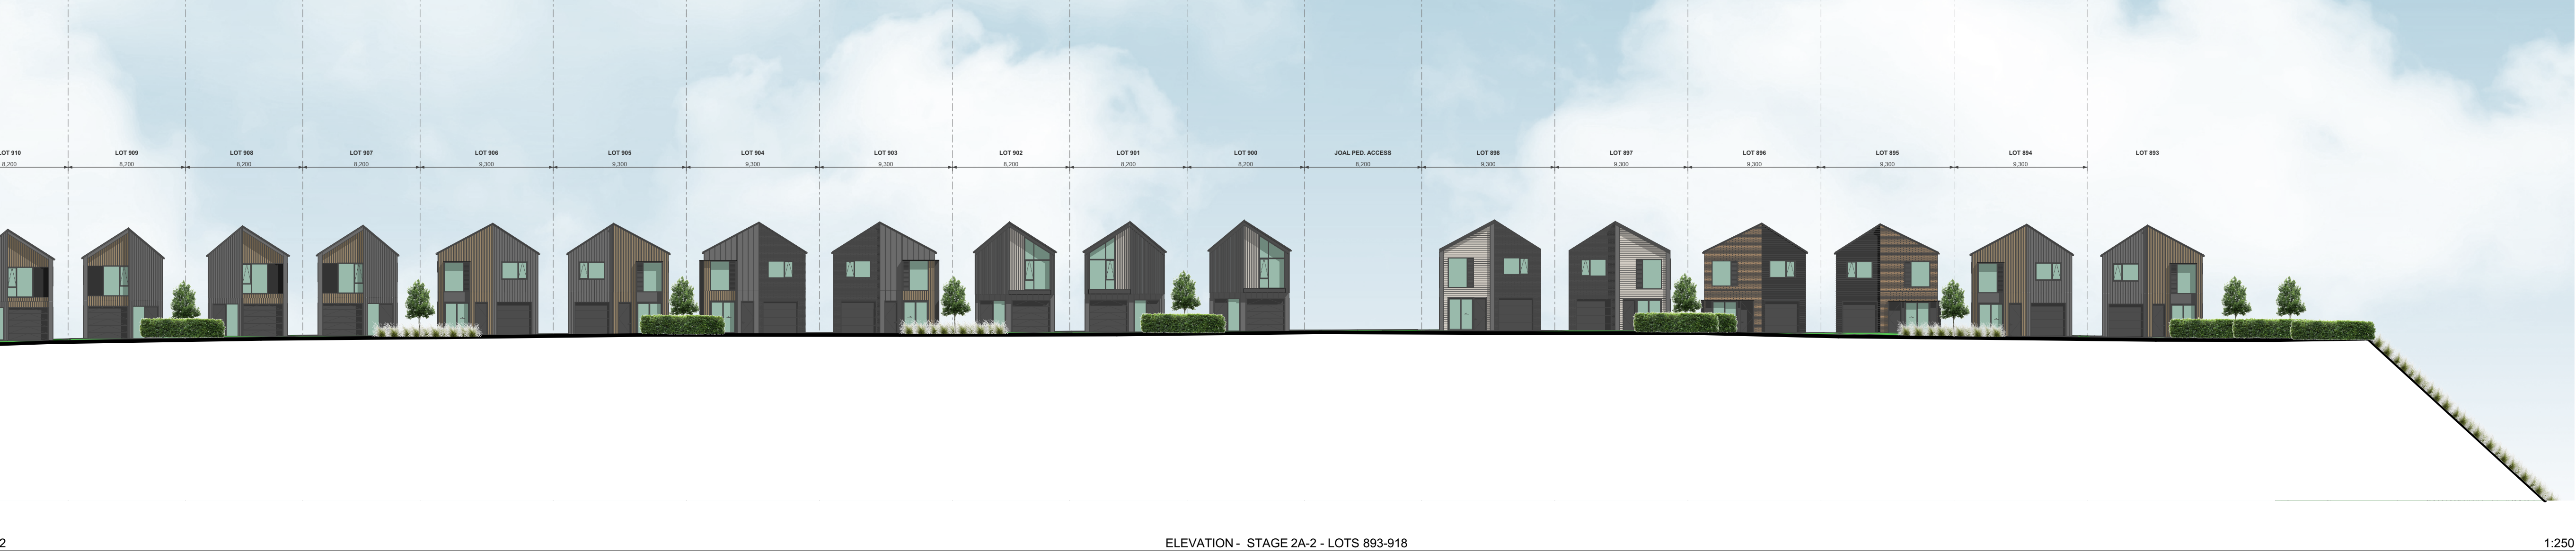 LOT 910 LOT 909 LOT 908 LOT 907 LOT 906 LOT 905 LOT 904 LOT 903 LOT 902 LOT 901 LOT 900 JOAL PED. ACCESS LOT 898 LOT 897 LOT 896 LOT 895 LOT 894 LOT 893
8,200 8,200 8,200 8,200 9,300 9,300 9,300 9,300 8,200 8,200 8,200 8,200 9,300 9,300 9,300 9,300 9,300
2 ELEVATION - STAGE 2A-2 - LOTS 893-918 1:250